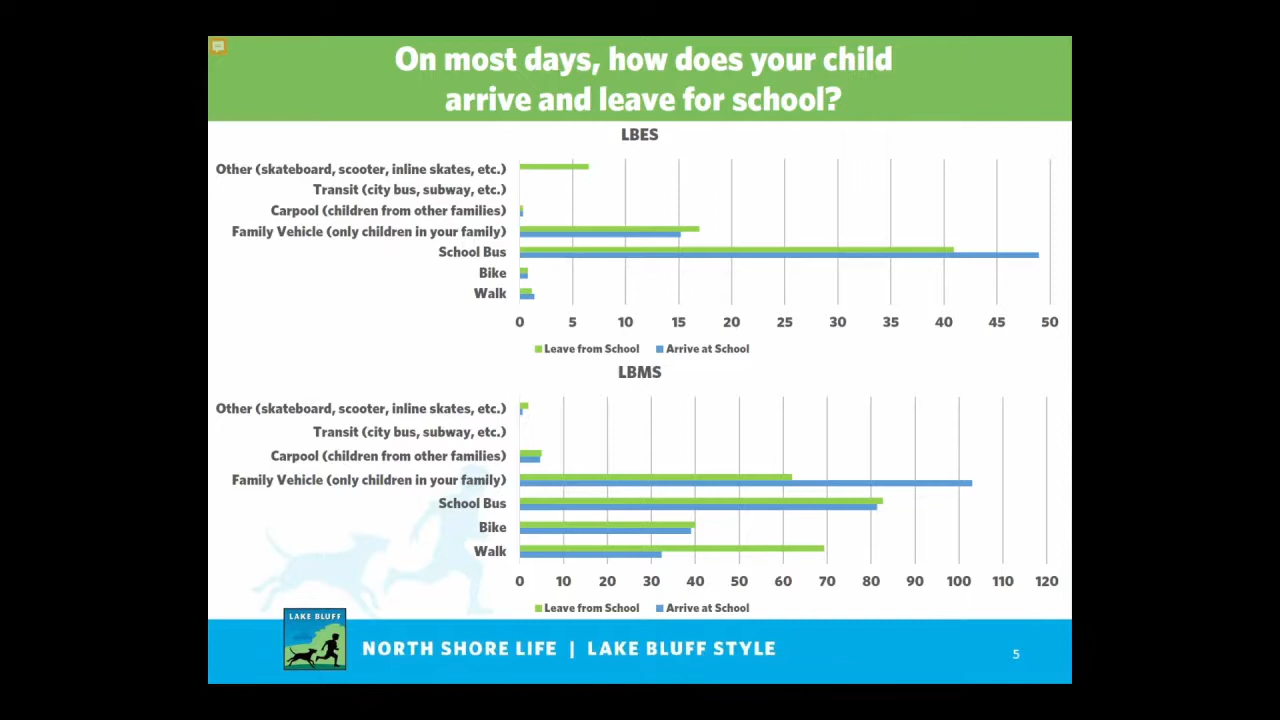 On most days, how does your child
arrive and leave for school?
LBES
Other (skateboard, scooter, inline skates, etc.)
Transit (city bus, subway, etc.)
Carpool (children from other families)
Family Vehicle (only children in your family)
School Bus
Bike
Walk
0 5 10 15 20 25 30 35 40 45 50
Leave from School Arrive at School
LBMS
Other (skateboard, scooter, inline skates, etc.)
Transit (city bus, subway, etc.)
Carpool (children from other families)
Family Vehicle (only children in your family)
School Bus
Bike
Walk
0 10 20 30 40 50 60 70 80 90 100 110 120
Leave from School Arrive at School
LAKE BLUFF
NORTH SHORE LIFE | LAKE BLUFF STYLE
5